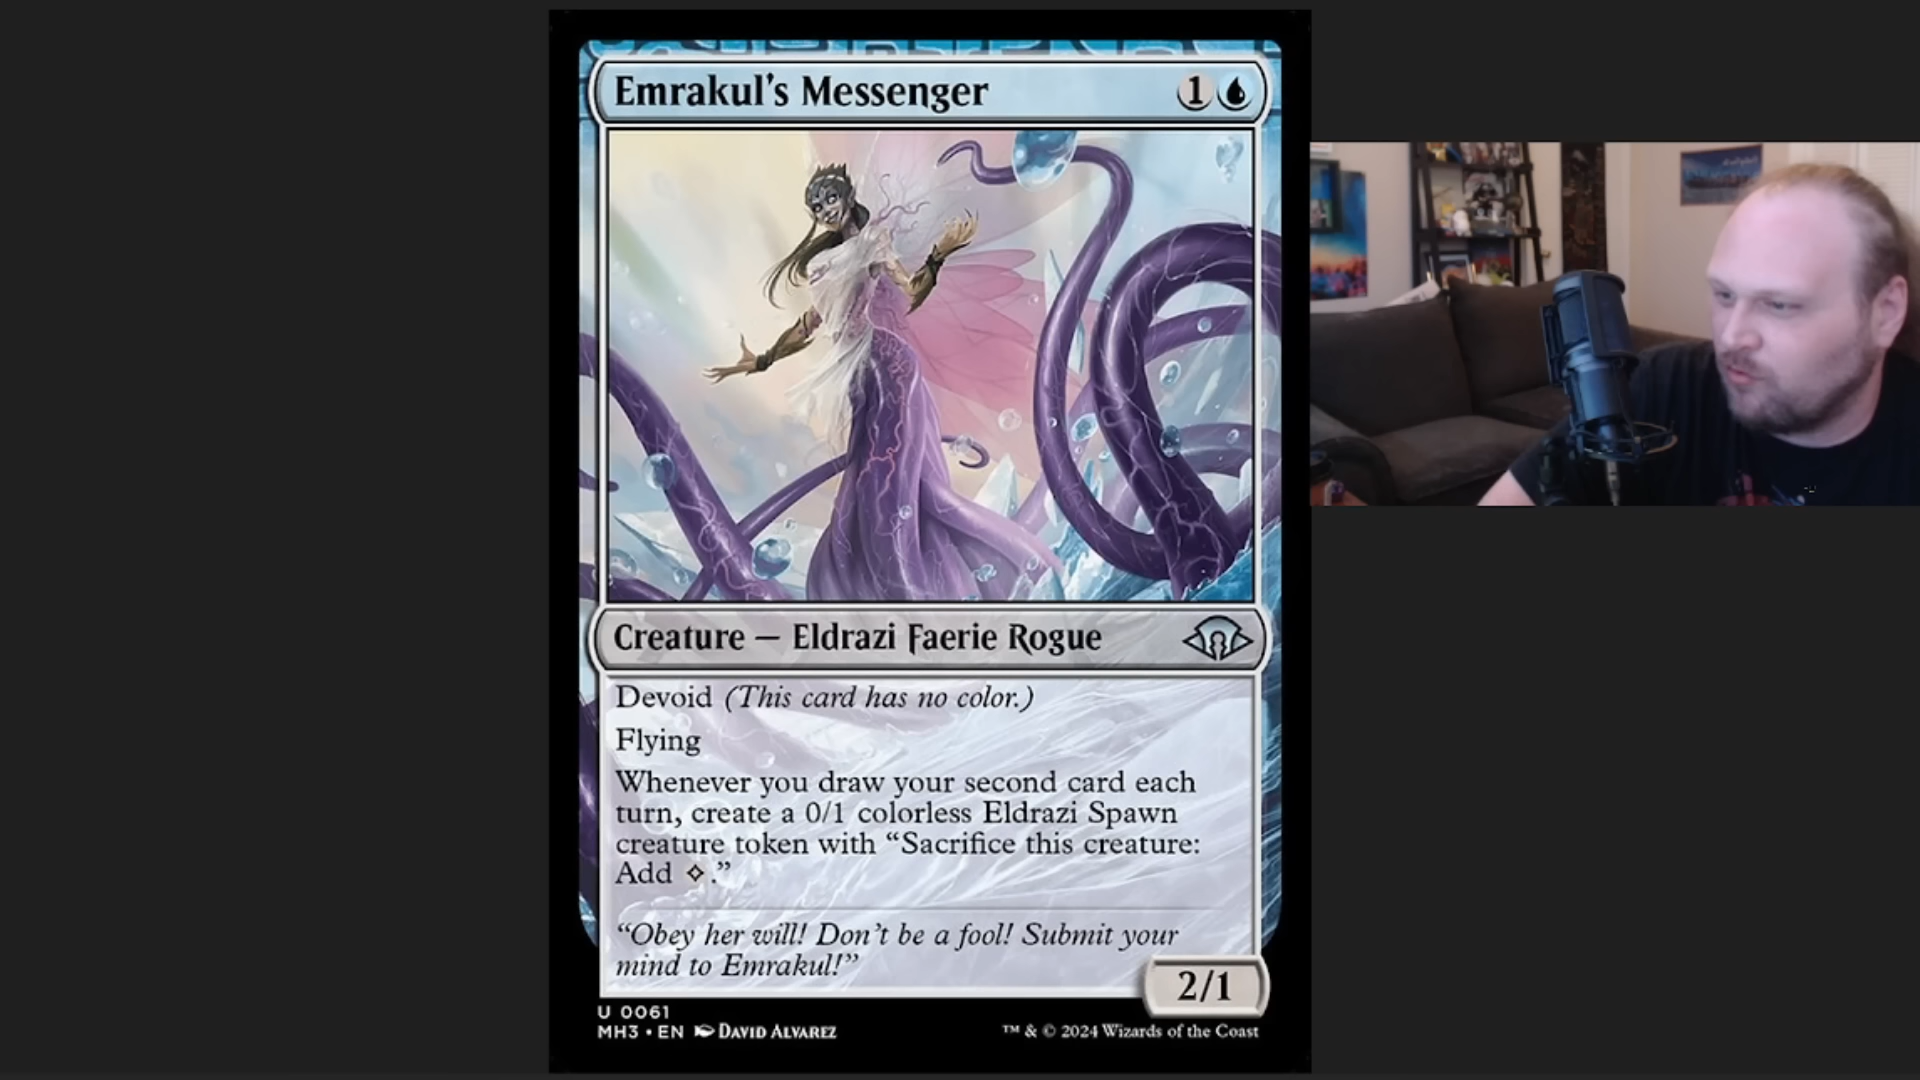 Emrakul's Messenger 1
Creature — Eldrazi Faerie Rogue
Devoid (This card has no color.)
Flying
Whenever you draw your second card each
turn, create a 0/1 colorless Eldrazi Spawn
creature token with “Sacrifice this creature:
Add .”
“Obey her will! Don’t be a fool! Submit your
mind to Emrakul!”
2/1
U 0061
MH3 • EN DAVID ALVAREZ
™ & © 2024 Wizards of the Coast